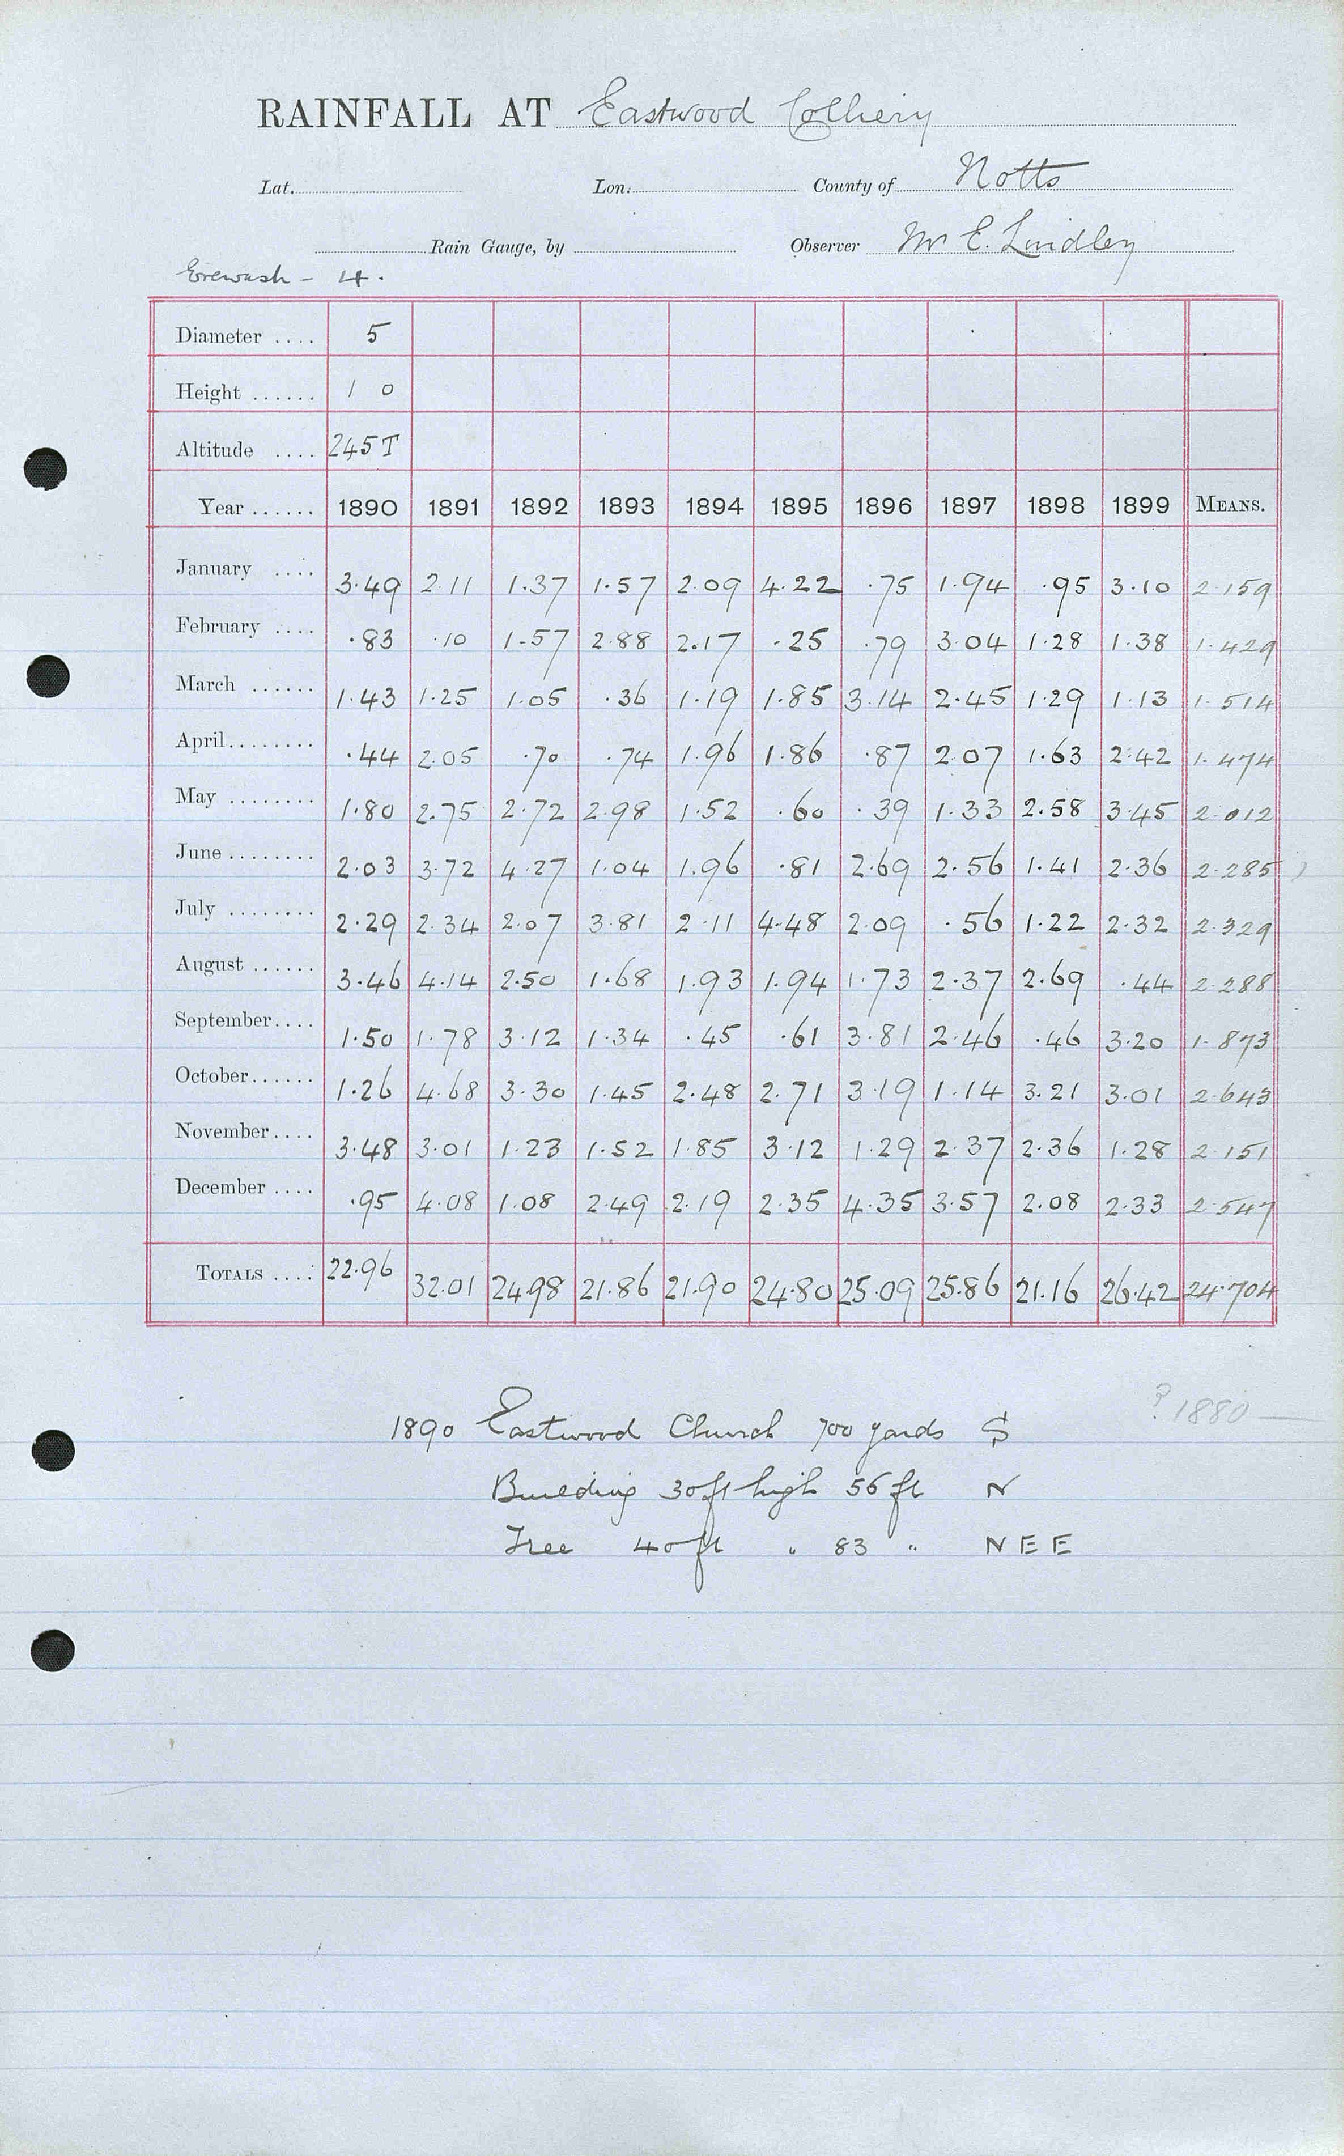 RAINFALL AT Eastwood Colliery
Lat. Lon. County of Notts
Rain Gauge, by Observer Mr E. Lindley
Erewash - 4.
Diameter .... 5
Height ...... 1 0
Altitude .... 245 T
Year ...... 1890 1891 1892 1893 1894 1895 1896 1897 1898 1899 MEANS.
January .... 3.49 2.11 1.37 1.57 2.09 4.22 .75 1.94 .95 3.10 2.159
February .... .83 .10 1.57 2.88 2.17 .25 .79 3.04 1.28 1.38 1.429
March ...... 1.43 1.25 1.05 .36 1.19 1.85 3.14 2.45 1.29 1.13 1.514
April........ .44 2.05 .70 .74 1.96 1.86 .87 2.07 1.63 2.42 1.474
May ........ 1.80 2.75 2.72 2.98 1.52 .60 .39 1.33 2.58 3.45 2.012
June ........ 2.03 3.72 4.27 1.04 1.96 .81 2.69 2.56 1.41 2.36 2.285
July ........ 2.29 2.34 2.07 3.81 2.11 4.48 2.09 .56 1.22 2.32 2.329
August ...... 3.46 4.14 2.50 1.68 1.93 1.94 1.73 2.37 2.69 .44 2.288
September.... 1.50 1.78 3.12 1.34 .45 .61 3.81 2.46 .46 3.20 1.873
October...... 1.26 4.68 3.30 1.45 2.48 2.71 3.19 1.14 3.21 3.01 2.643
November.... 3.48 3.01 1.23 1.52 1.85 3.12 1.29 2.37 2.36 1.28 2.151
December .... .95 4.08 1.08 2.49 2.19 2.35 4.35 3.57 2.08 2.33 2.547
TOTALS .... 22.96 32.01 24.98 21.86 21.90 24.80 25.09 25.86 21.16 26.42 24.704
? 1880 —
1890 Eastwood Church 700 yards S
Building 30 ft high 56 ft N
Tree 40 ft " 83 " N E E